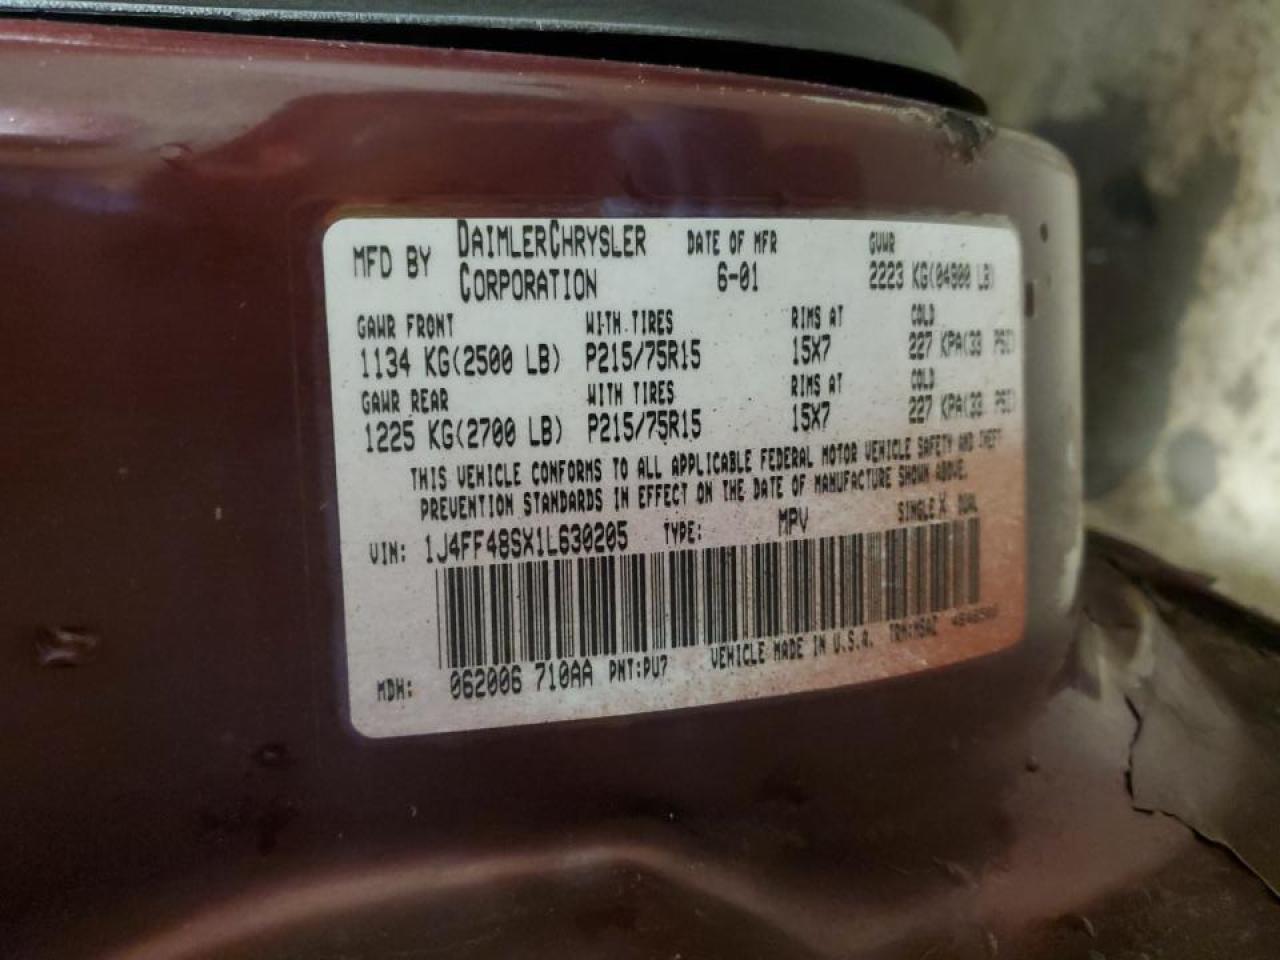 MFD BY DAIMLERCHRYSLER CORPORATION DATE OF MFR 6-01 GVWR 2223 KG(04900 LB)
GAWR FRONT WITH TIRES RIMS AT COLD
1134 KG(2500 LB) P215/75R15 15X7 227 KPA(33 PSI)
GAWR REAR WITH TIRES RIMS AT COLD
1225 KG(2700 LB) P215/75R15 15X7 227 KPA(33 PSI)
THIS VEHICLE CONFORMS TO ALL APPLICABLE FEDERAL MOTOR VEHICLE SAFETY AND THEFT
PREVENTION STANDARDS IN EFFECT ON THE DATE OF MANUFACTURE SHOWN ABOVE.
VIN: 1J4FF48SX1L630205 TYPE: MPV SINGLE X DUAL
MDH: 062006 710AA PNT:PV7 VEHICLE MADE IN U.S.A.